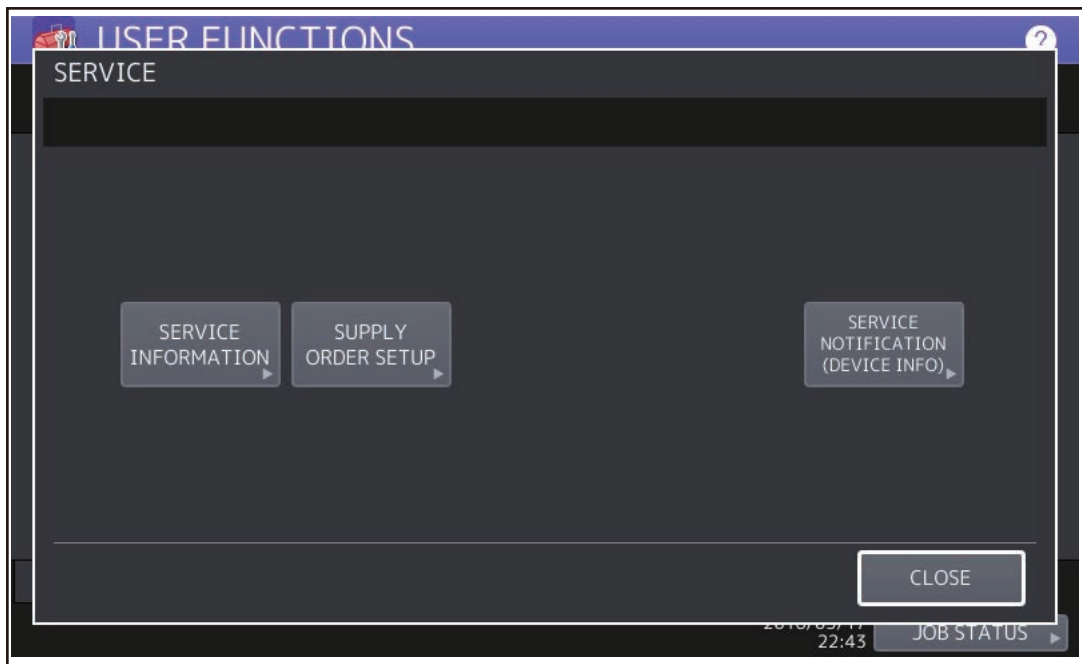 USER FUNCTIONS
?
SERVICE
SERVICE
INFORMATION
SUPPLY
ORDER SETUP
SERVICE
NOTIFICATION
(DEVICE INFO)
CLOSE
22:43
JOB STATUS